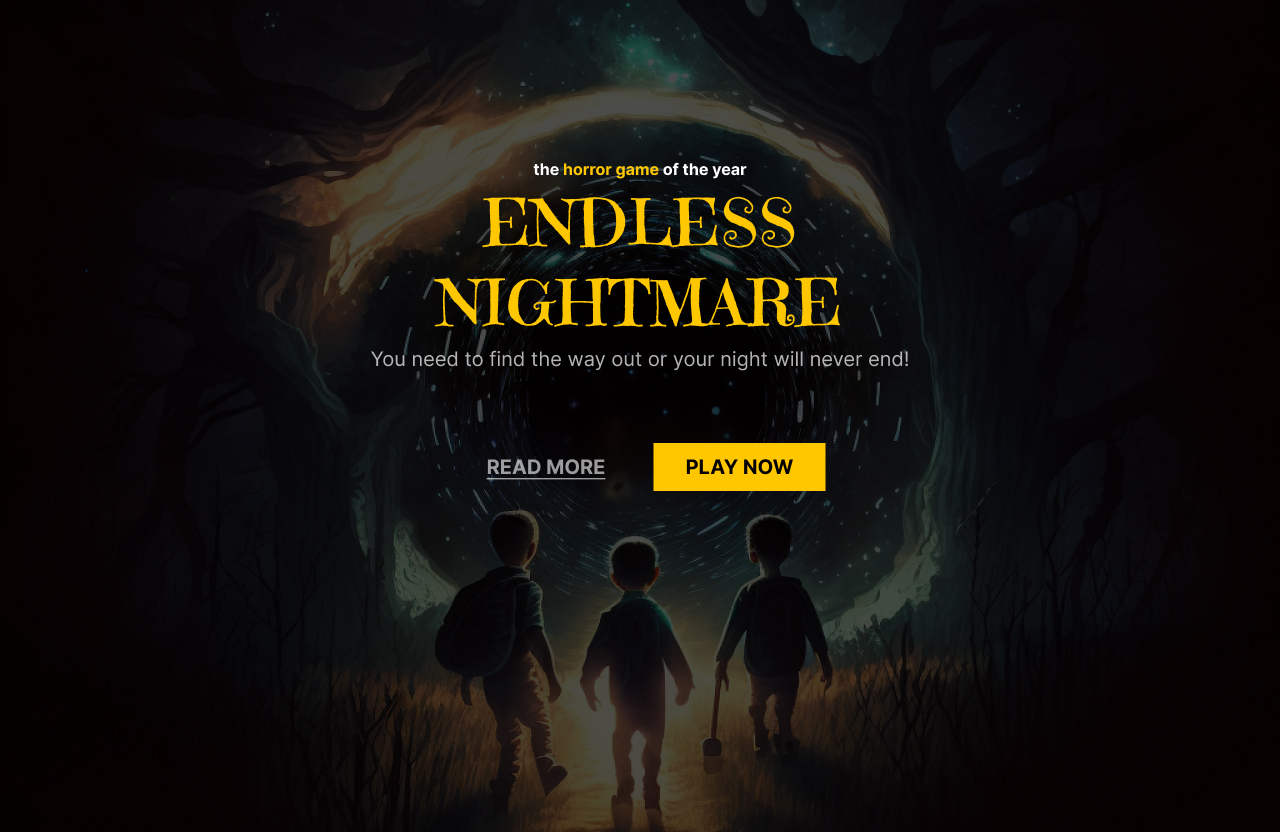 the horror game of the year
ENDLESS
NIGHTMARE
You need to find the way out or your night will never end!
READ MORE
PLAY NOW